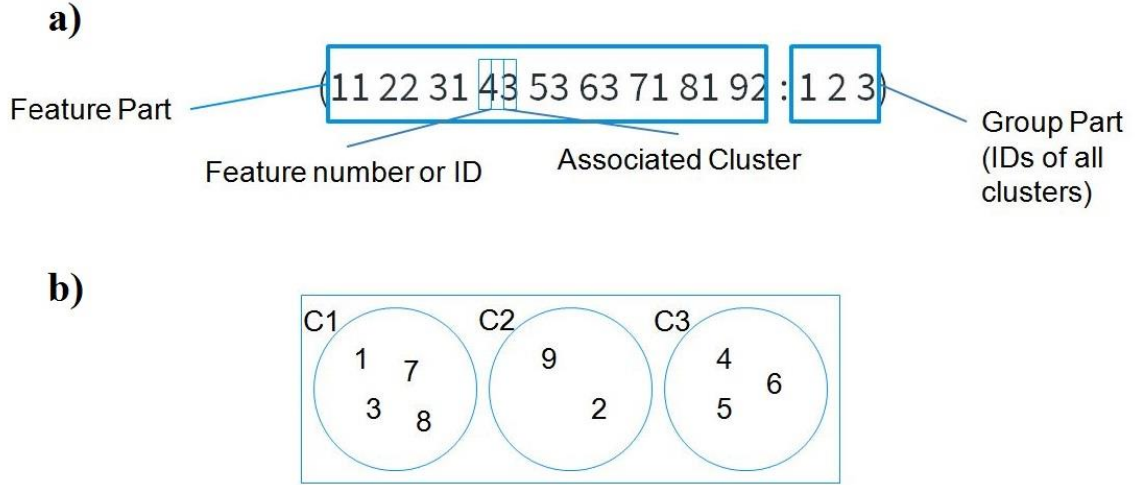 a)
(11 22 31 43 53 63 71 81 92 : 1 2 3)
Feature Part
Feature number or ID
Associated Cluster
Group Part
(IDs of all
clusters)
b)
C1
C2
C3
1
7
3
8
9
2
4
6
5